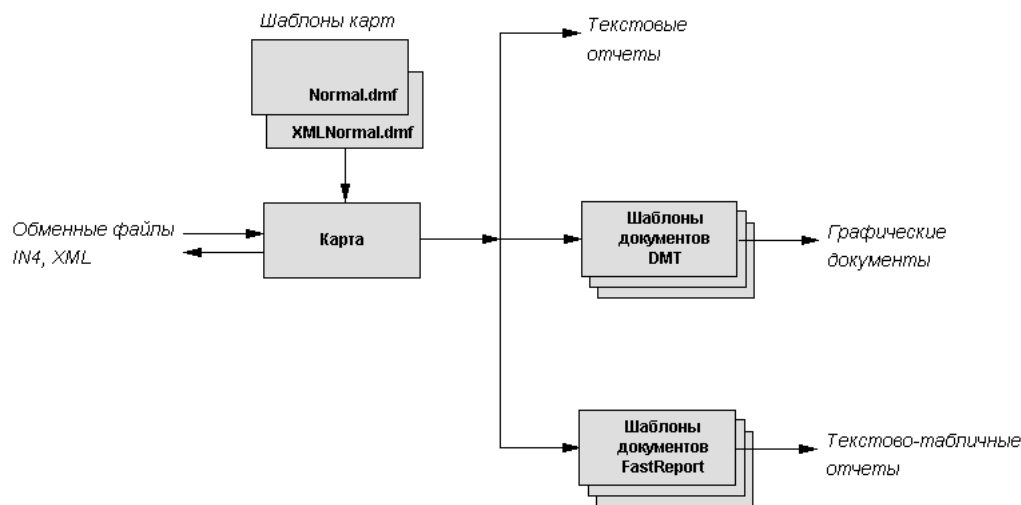 Шаблоны карт
Normal.dmf
XMLNormal.dmf
Текстовые
отчеты
Обменные файлы
IN4, XML
Карта
Шаблоны
документов
DMT
Графические
документы
Шаблоны
документов
FastReport
Текстово-табличные
отчеты